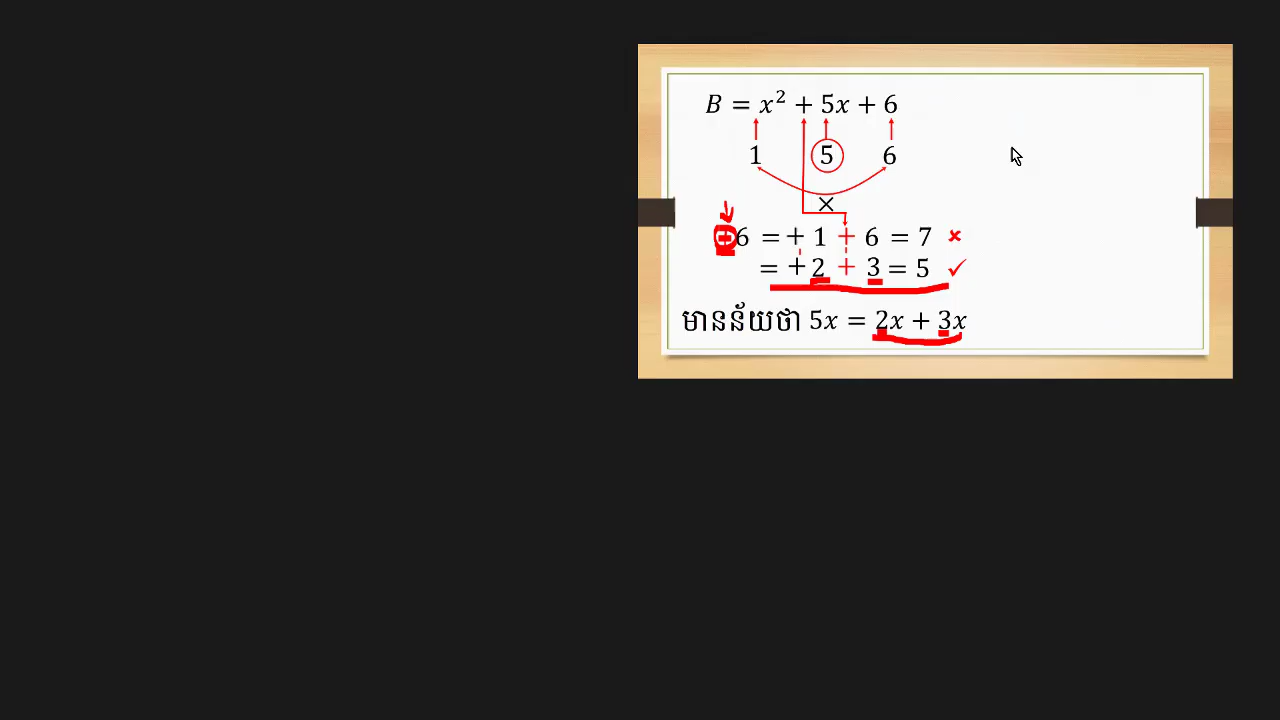 B = x² + 5x + 6
1 5 6
×
+6 = + 1 + 6 = 7 ×
= + 2 + 3 = 5 ✓
មានន័យថា 5x = 2x + 3x